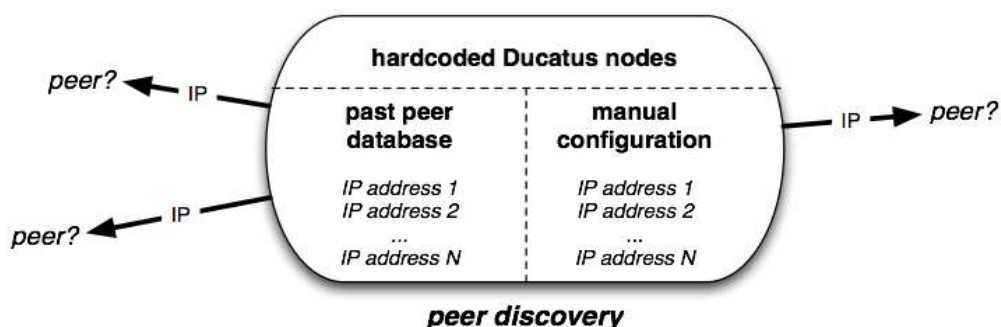 hardcoded Ducatus nodes
peer?
IP
past peer
database
manual
configuration
IP
peer?
IP address 1
IP address 2
...
IP address N
IP address 1
IP address 2
...
IP address N
IP
peer?
peer discovery